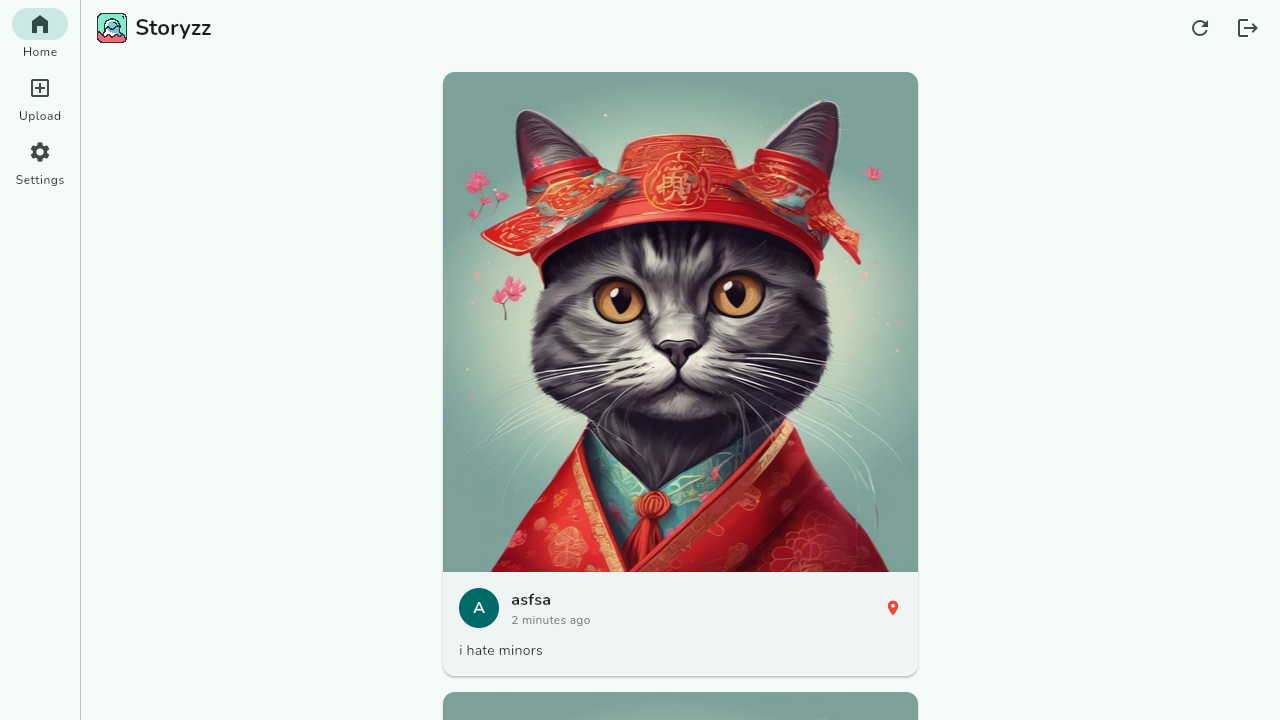 Home
Upload
Settings
Storyzz
A
asfsa
2 minutes ago
i hate minors